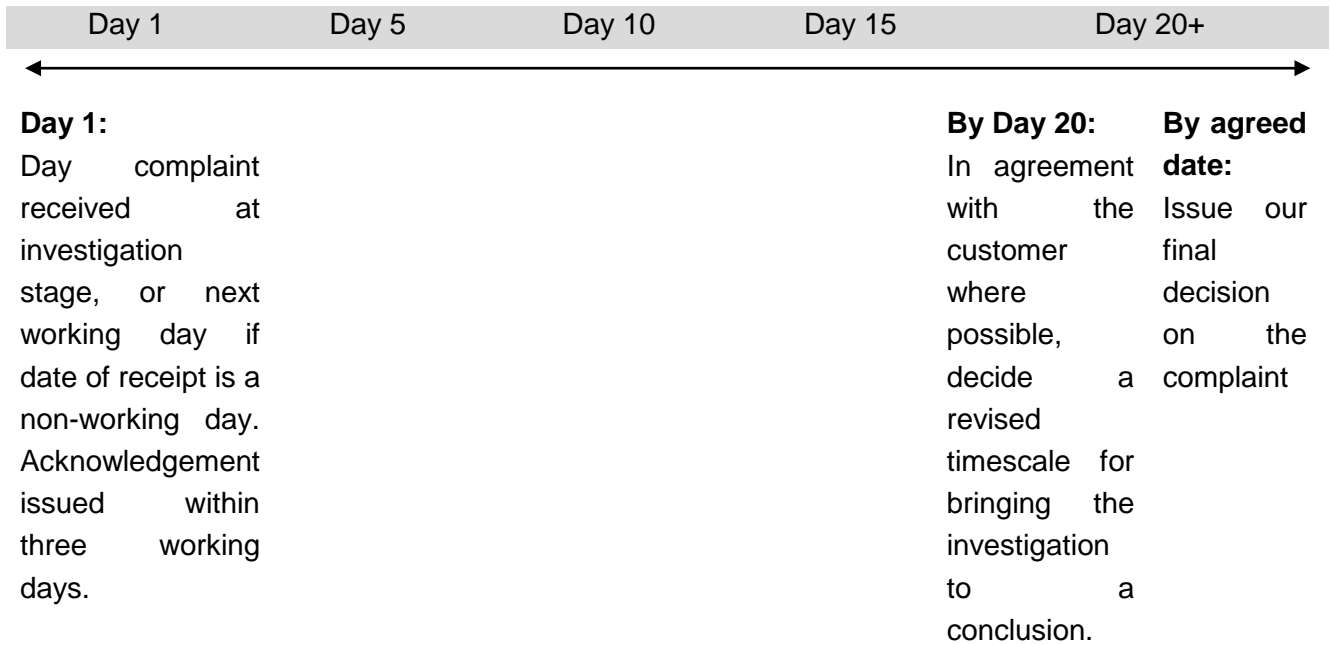 Day 1 Day 5 Day 10 Day 15 Day 20+
Day 1:
Day complaint
received at
investigation
stage, or next
working day if
date of receipt is a
non-working day.
Acknowledgement
issued within
three working
days.
By Day 20:
In agreement
with the
customer
where
possible,
decide a
revised
timescale for
bringing the
investigation
to a
conclusion.
By agreed
date:
Issue our
final
decision
on the
complaint